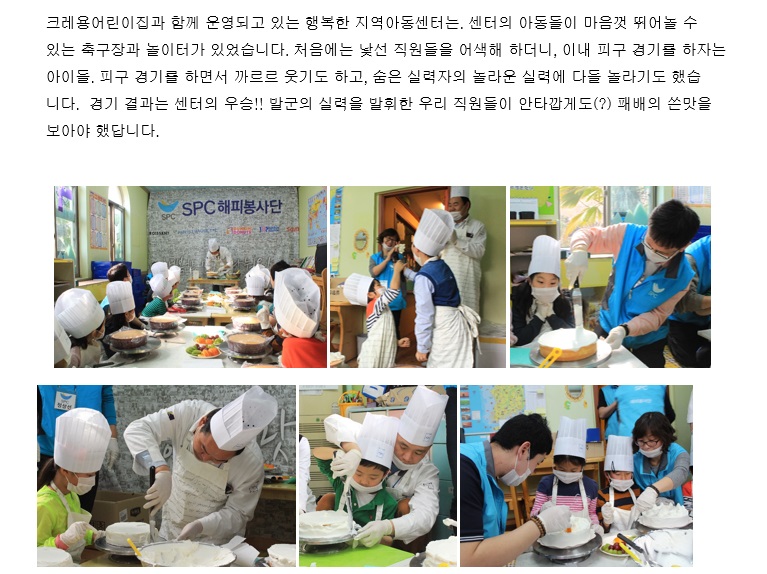 크레용어린이집과 함께 운영되고 있는 행복한 지역아동센터는. 센터의 아동들이 마음껏 뛰어놀 수
있는 축구장과 놀이터가 있었습니다. 처음에는 낯선 직원들을 어색해 하더니, 이내 피구 경기를 하자는
아이들. 피구 경기를 하면서 까르르 웃기도 하고, 숨은 실력자의 놀라운 실력에 다들 놀라기도 했습
니다.  경기 결과는 센터의 우승!! 발군의 실력을 발휘한 우리 직원들이 안타깝게도(?) 패배의 쓴맛을
보아야 했답니다.
SPC SPC해피봉사단